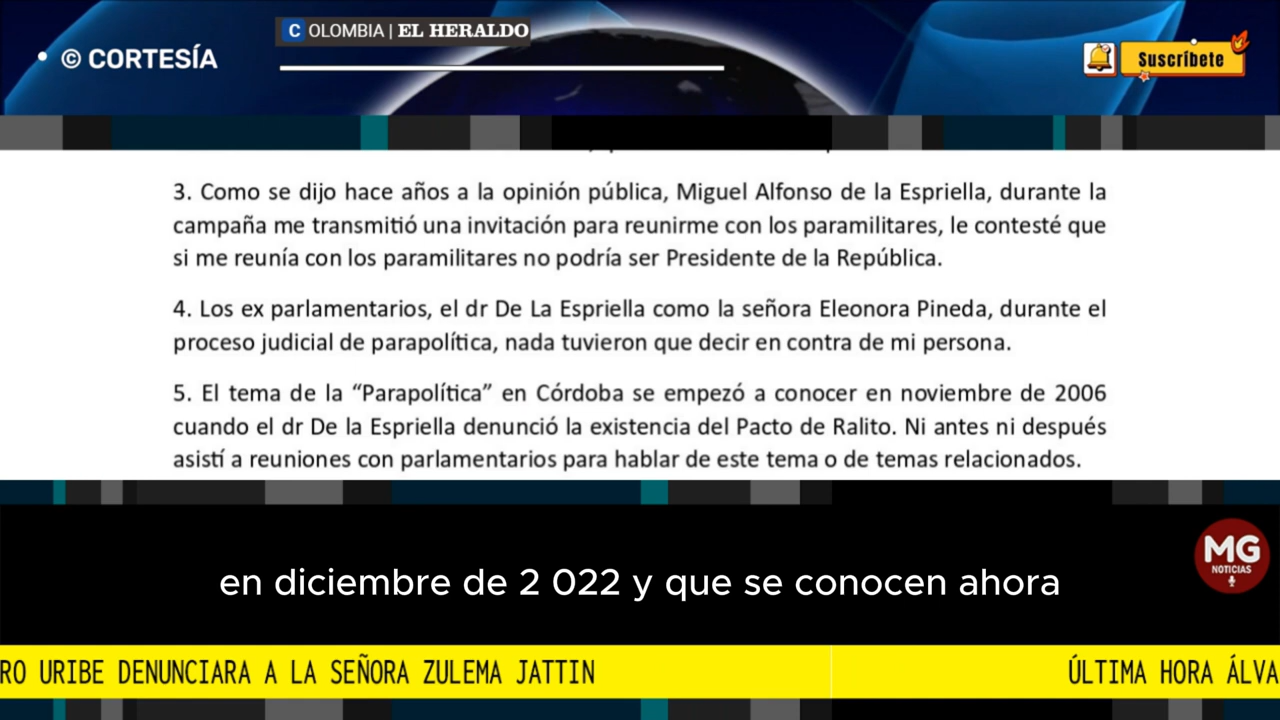 COLOMBIA | EL HERALDO
• © CORTESÍA
Suscríbete
3. Como se dijo hace años a la opinión pública, Miguel Alfonso de la Espriella, durante la
campaña me transmitió una invitación para reunirme con los paramilitares, le contesté que
si me reunía con los paramilitares no podría ser Presidente de la República.
4. Los ex parlamentarios, el dr De La Espriella como la señora Eleonora Pineda, durante el
proceso judicial de parapolítica, nada tuvieron que decir en contra de mi persona.
5. El tema de la “Parapolítica” en Córdoba se empezó a conocer en noviembre de 2006
cuando el dr De la Espriella denunció la existencia del Pacto de Ralito. Ni antes ni después
asistí a reuniones con parlamentarios para hablar de este tema o de temas relacionados.
MG
NOTICIAS
en diciembre de 2 022 y que se conocen ahora
RO URIBE DENUNCIARA A LA SEÑORA ZULEMA JATTIN
ÚLTIMA HORA ÁLVA